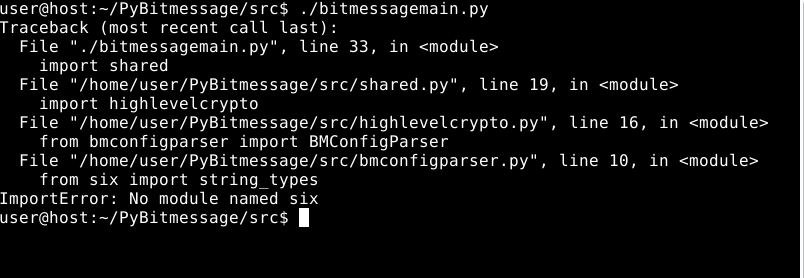 user@host:~/PyBitmessage/src$ ./bitmessagemain.py
Traceback (most recent call last):
  File "./bitmessagemain.py", line 33, in <module>
    import shared
  File "/home/user/PyBitmessage/src/shared.py", line 19, in <module>
    import highlevelcrypto
  File "/home/user/PyBitmessage/src/highlevelcrypto.py", line 16, in <module>
    from bmconfigparser import BMConfigParser
  File "/home/user/PyBitmessage/src/bmconfigparser.py", line 10, in <module>
    from six import string_types
ImportError: No module named six
user@host:~/PyBitmessage/src$